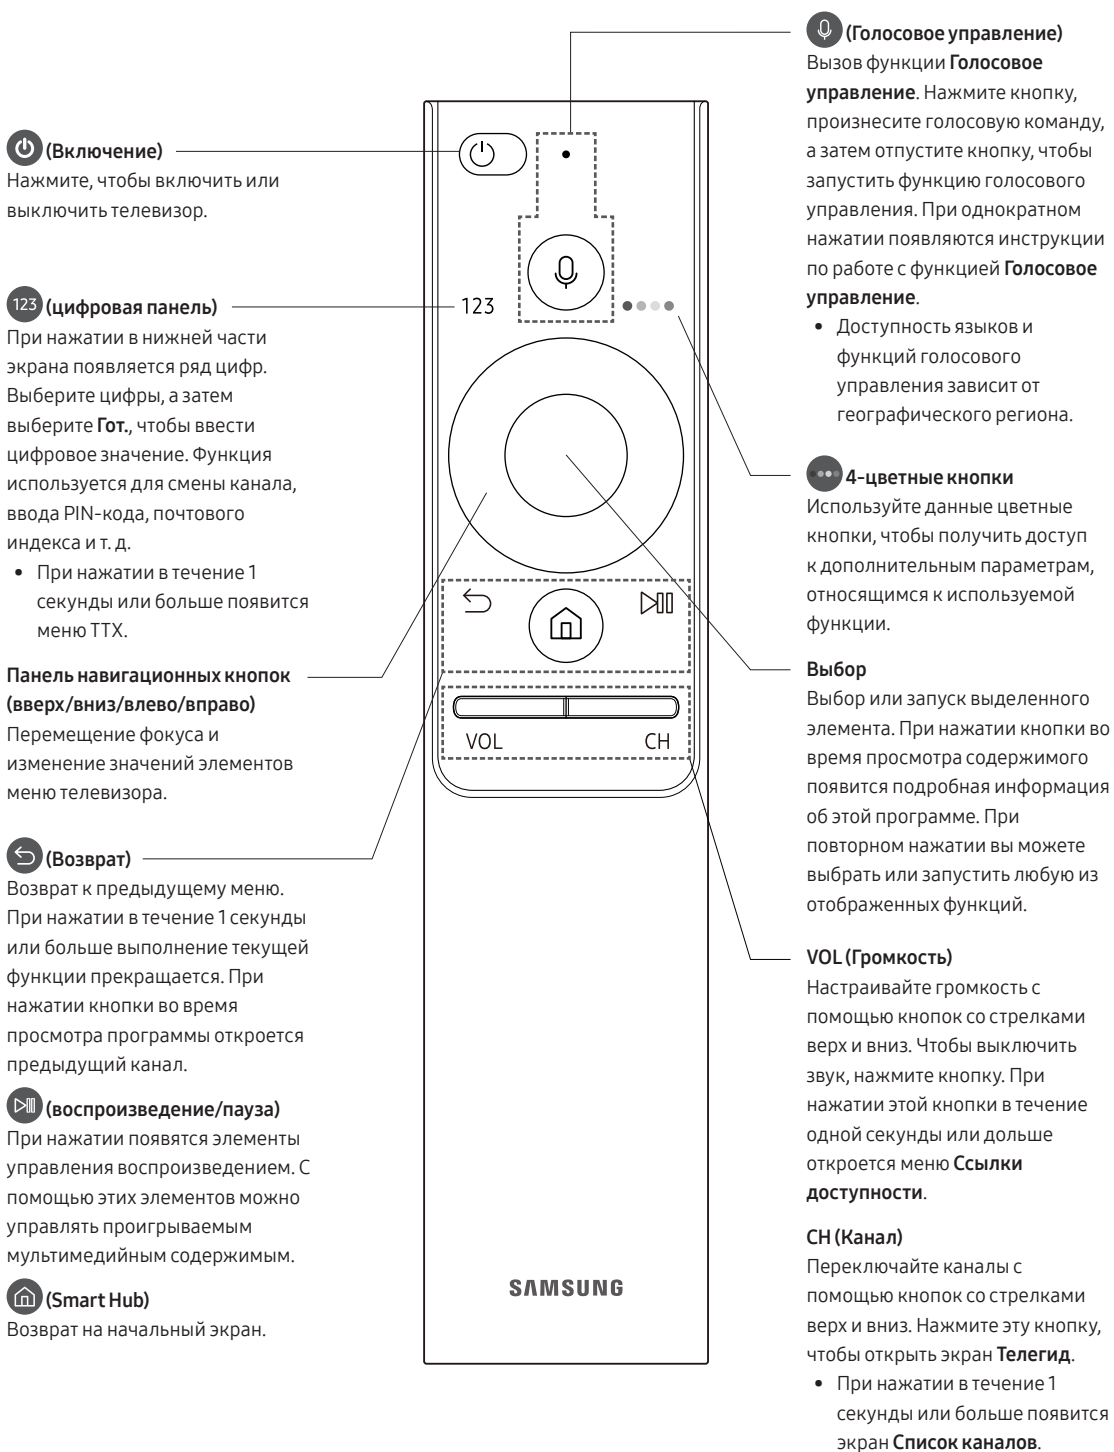 (Включение)
Нажмите, чтобы включить или
выключить телевизор.
123 (цифровая панель)
При нажатии в нижней части
экрана появляется ряд цифр.
Выберите цифры, а затем
выберите Гот., чтобы ввести
цифровое значение. Функция
используется для смены канала,
ввода PIN-кода, почтового
индекса и т. д.
• При нажатии в течение 1
секунды или больше появится
меню TTX.
Панель навигационных кнопок
(вверх/вниз/влево/вправо)
Перемещение фокуса и
изменение значений элементов
меню телевизора.
(Возврат)
Возврат к предыдущему меню.
При нажатии в течение 1 секунды
или больше выполнение текущей
функции прекращается. При
нажатии кнопки во время
просмотра программы откроется
предыдущий канал.
(воспроизведение/пауза)
При нажатии появятся элементы
управления воспроизведением. С
помощью этих элементов можно
управлять проигрываемым
мультимедийным содержимым.
(Smart Hub)
Возврат на начальный экран.
123
VOL CH
SAMSUNG
(Голосовое управление)
Вызов функции Голосовое
управление. Нажмите кнопку,
произнесите голосовую команду,
а затем отпустите кнопку, чтобы
запустить функцию голосового
управления. При однократном
нажатии появляются инструкции
по работе с функцией Голосовое
управление.
• Доступность языков и
функций голосового
управления зависит от
географического региона.
4-цветные кнопки
Используйте данные цветные
кнопки, чтобы получить доступ
к дополнительным параметрам,
относящимся к используемой
функции.
Выбор
Выбор или запуск выделенного
элемента. При нажатии кнопки во
время просмотра содержимого
появится подробная информация
об этой программе. При
повторном нажатии вы можете
выбрать или запустить любую из
отображенных функций.
VOL (Громкость)
Настраивайте громкость с
помощью кнопок со стрелками
верх и вниз. Чтобы выключить
звук, нажмите кнопку. При
нажатии этой кнопки в течение
одной секунды или дольше
откроется меню Ссылки
доступности.
CH (Канал)
Переключайте каналы с
помощью кнопок со стрелками
верх и вниз. Нажмите эту кнопку,
чтобы открыть экран Телегид.
• При нажатии в течение 1
секунды или больше появится
экран Список каналов.